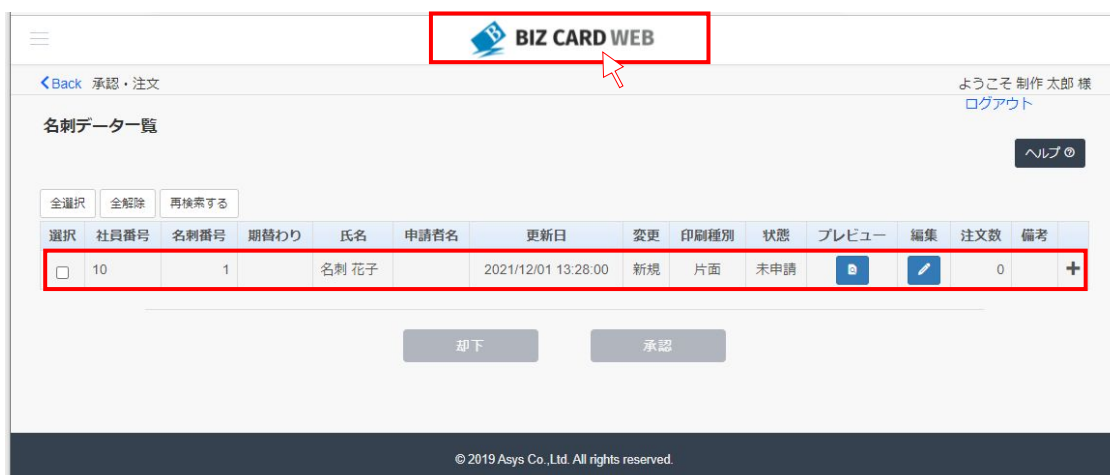 BIZ CARD WEB
Back 承認・注文
ようこそ 制作 太郎 様
ログアウト
名刺データ一覧
ヘルプ
全選択 全解除 再検索する
選択 社員番号 名刺番号 期替わり 氏名 申請者名 更新日 変更 印刷種別 状態 プレビュー 編集 注文数 備考
10 1 名刺 花子 2021/12/01 13:28:00 新規 片面 未申請 0
却下 承認
© 2019 Asys Co.,Ltd. All rights reserved.